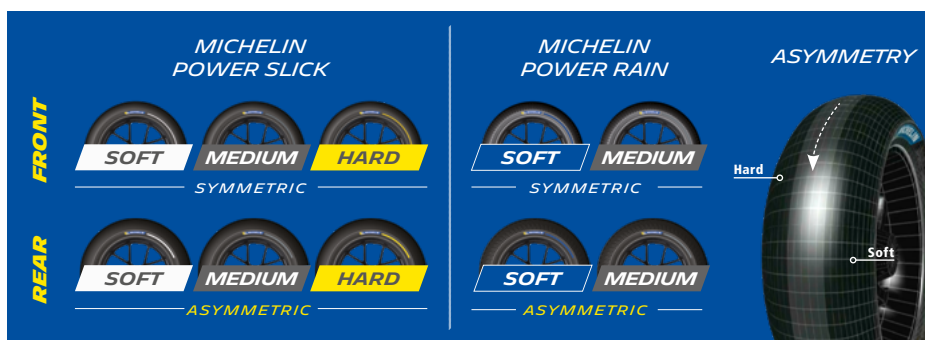 MICHELIN
POWER SLICK
MICHELIN
POWER RAIN
ASYMMETRY
FRONT
SOFT
MEDIUM
HARD
SYMMETRIC
SOFT
MEDIUM
SYMMETRIC
Hard
Soft
REAR
SOFT
MEDIUM
HARD
ASYMMETRIC
SOFT
MEDIUM
ASYMMETRIC